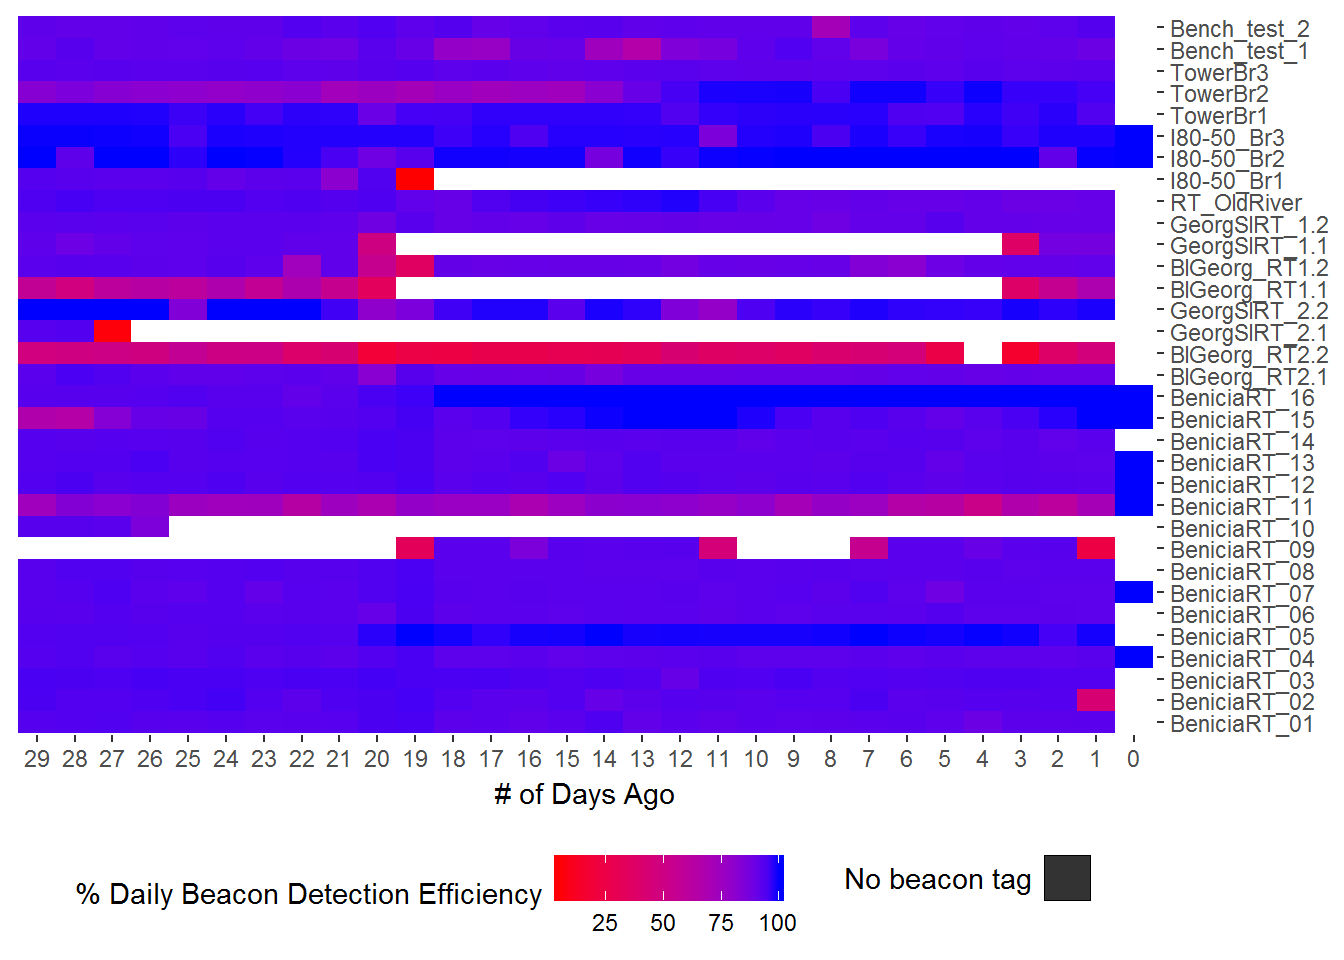 Bench_test_2
Bench_test_1
TowerBr3
TowerBr2
TowerBr1
I80-50_Br3
I80-50_Br2
I80-50_Br1
RT_OldRiver
GeorgSlRT_1.2
GeorgSlRT_1.1
BlGeorg_RT1.2
BlGeorg_RT1.1
GeorgSlRT_2.2
GeorgSlRT_2.1
BlGeorg_RT2.2
BlGeorg_RT2.1
BeniciaRT_16
BeniciaRT_15
BeniciaRT_14
BeniciaRT_13
BeniciaRT_12
BeniciaRT_11
BeniciaRT_10
BeniciaRT_09
BeniciaRT_08
BeniciaRT_07
BeniciaRT_06
BeniciaRT_05
BeniciaRT_04
BeniciaRT_03
BeniciaRT_02
BeniciaRT_01
29 28 27 26 25 24 23 22 21 20 19 18 17 16 15 14 13 12 11 10 9 8 7 6 5 4 3 2 1 0
# of Days Ago
% Daily Beacon Detection Efficiency
25 50 75 100
No beacon tag